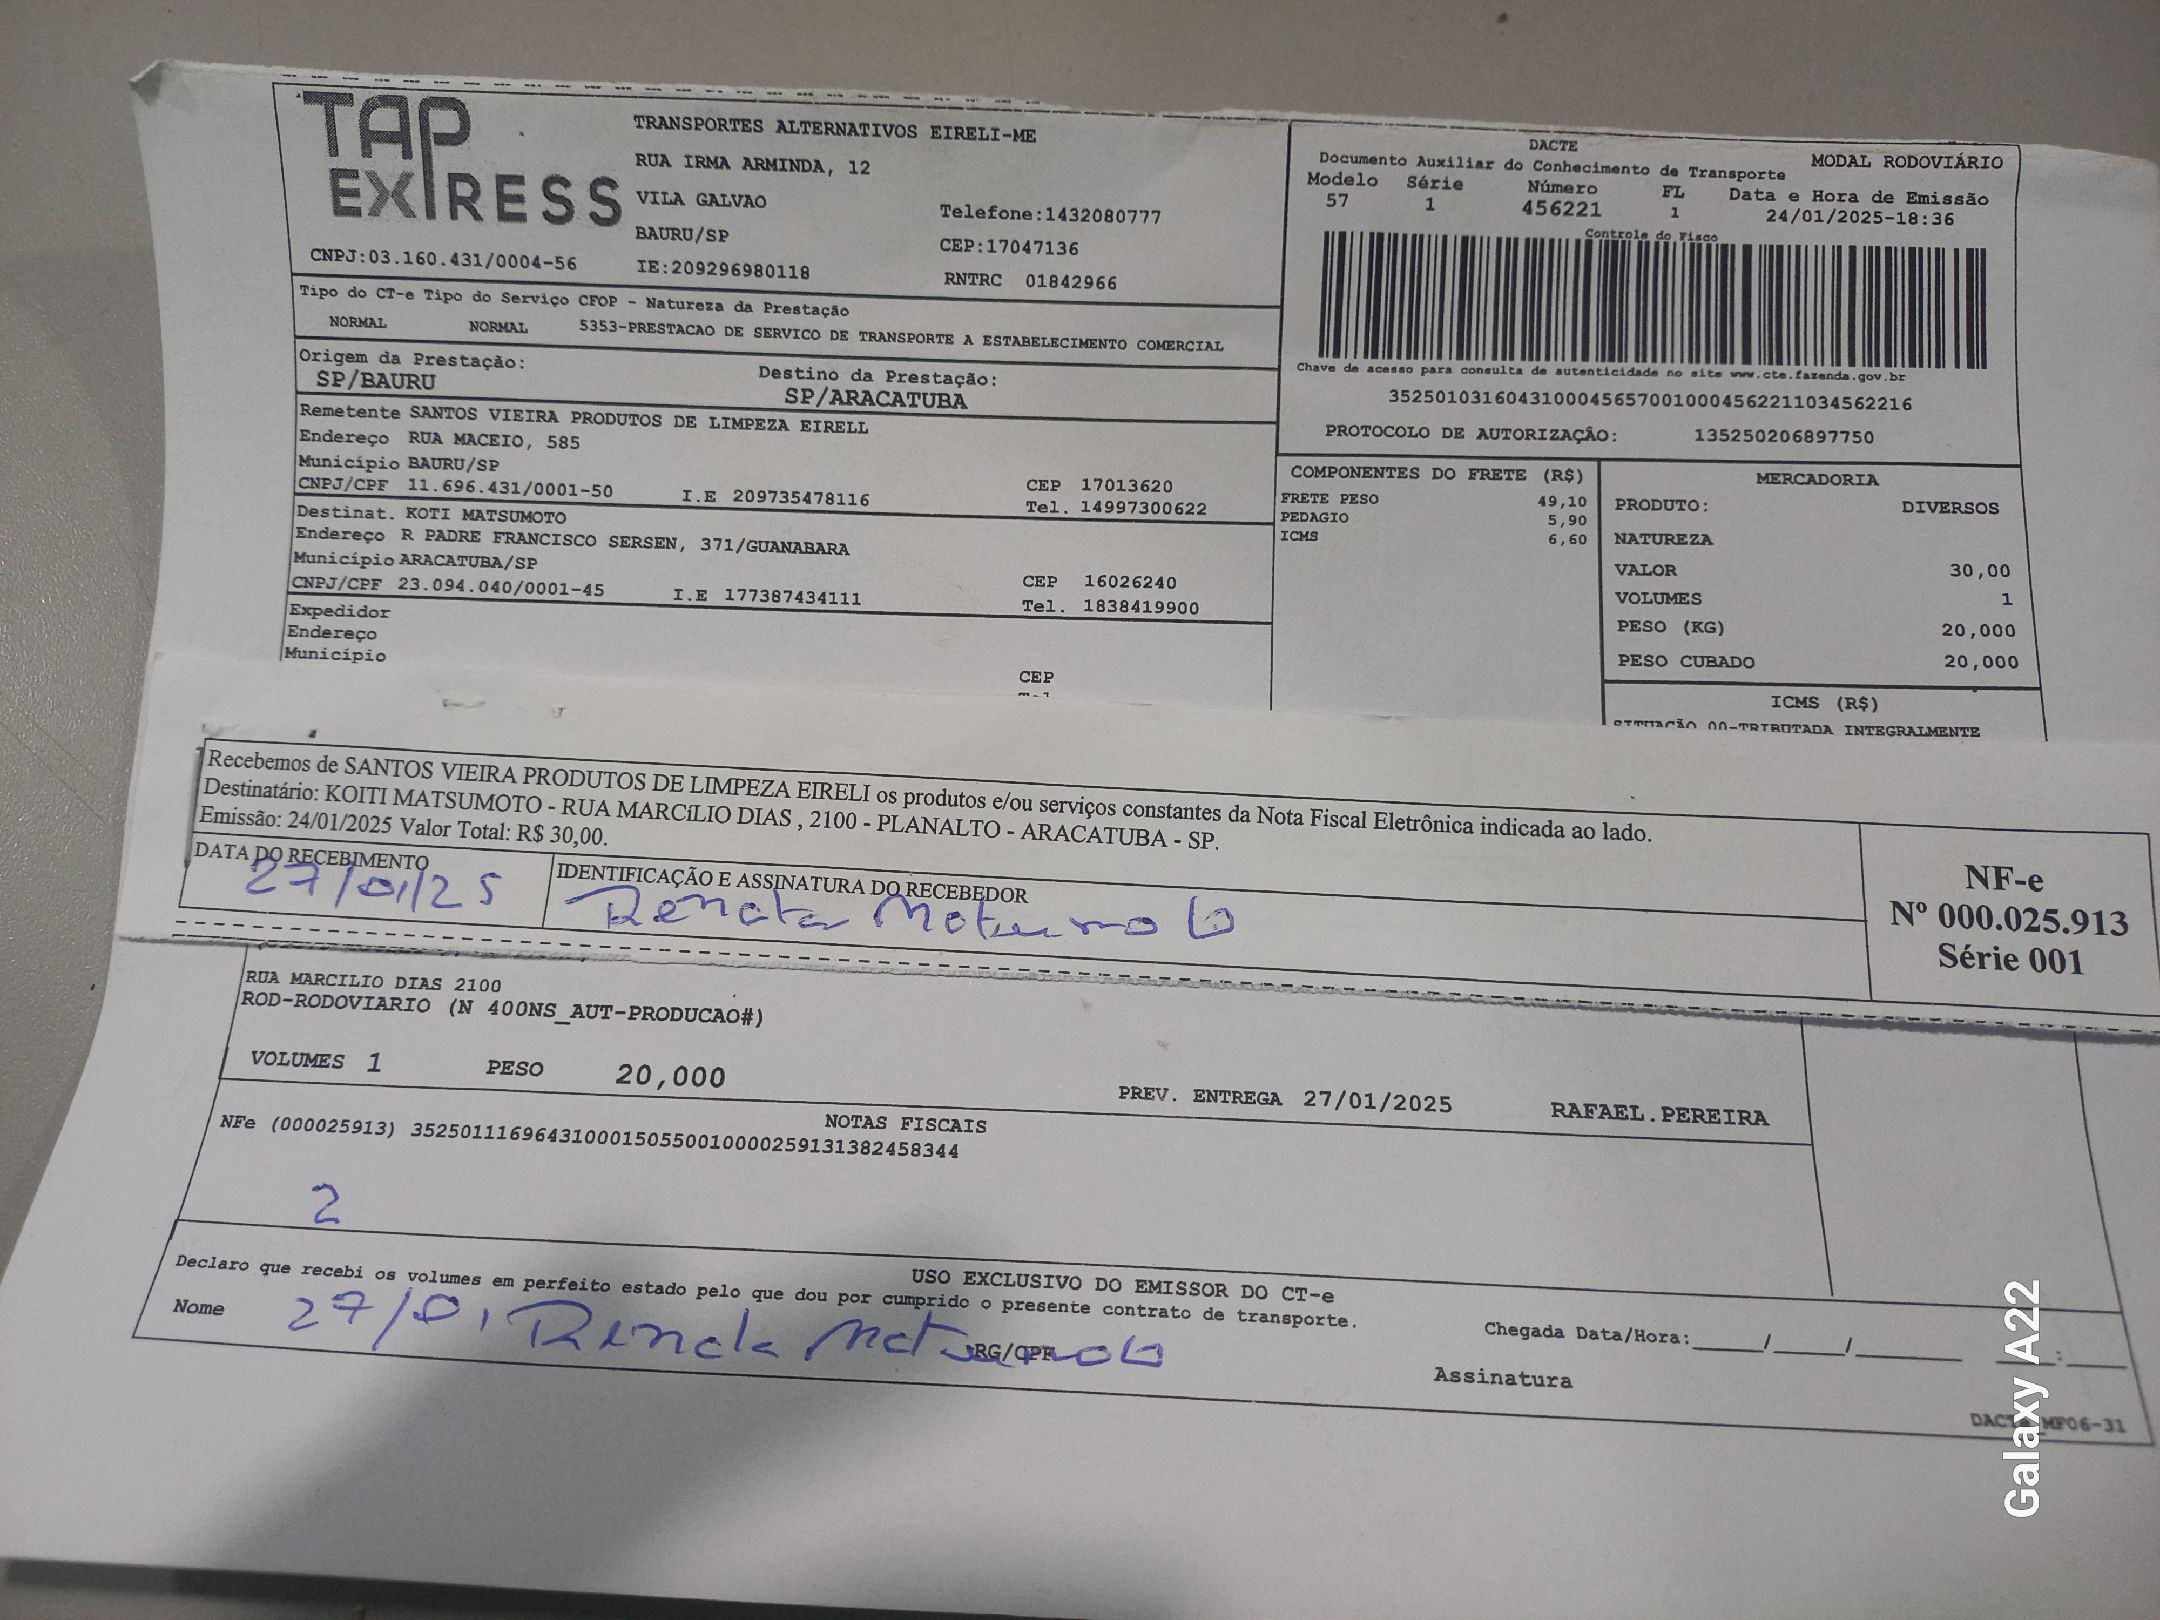 TAP EXPRESS
TRANSPORTES ALTERNATIVOS EIRELI-ME
RUA IRMA ARMINDA, 12
VILA GALVAO
BAURU/SP
Telefone:1432080777
CEP:17047136
CNPJ:03.160.431/0004-56
IE:209296980118
RNTRC 01842966
DACTE
Documento Auxiliar do Conhecimento de Transporte
MODAL RODOVIÁRIO
Modelo Série Número FL Data e Hora de Emissão
57 1 456221 1 24/01/2025-18:36
Controle do Fisco
Chave de acesso para consulta de autenticidade no site www.cte.fazenda.gov.br
35250103160431000456570010004562211034562216
PROTOCOLO DE AUTORIZAÇÂO: 135250206897750
Tipo do CT-e Tipo do Serviço CFOP - Natureza da Prestação
NORMAL NORMAL 5353-PRESTACAO DE SERVICO DE TRANSPORTE A ESTABELECIMENTO COMERCIAL
Origem da Prestação:
SP/BAURU
Destino da Prestação:
SP/ARACATUBA
Remetente SANTOS VIEIRA PRODUTOS DE LIMPEZA EIRELL
Endereço RUA MACEIO, 585
Município BAURU/SP
CEP 17013620
CNPJ/CPF 11.696.431/0001-50 I.E 209735478116 Tel. 14997300622
Destinat. KOTI MATSUMOTO
Endereço R PADRE FRANCISCO SERSEN, 371/GUANABARA
Município ARACATUBA/SP
CEP 16026240
CNPJ/CPF 23.094.040/0001-45 I.E 177387434111 Tel. 1838419900
Expedidor
Endereço
Município
CEP
COMPONENTES DO FRETE (R$)
FRETE PESO 49,10
PEDAGIO 5,90
ICMS 6,60
MERCADORIA
PRODUTO: DIVERSOS
NATUREZA
VALOR 30,00
VOLUMES 1
PESO (KG) 20,000
PESO CUBADO 20,000
ICMS (R$)
SITUAÇÃO 00-TRIBUTADA INTEGRALMENTE
Recebemos de SANTOS VIEIRA PRODUTOS DE LIMPEZA EIRELI os produtos e/ou serviços constantes da Nota Fiscal Eletrônica indicada ao lado.
Destinatário: KOITI MATSUMOTO - RUA MARCíLIO DIAS , 2100 - PLANALTO - ARACATUBA - SP.
Emissão: 24/01/2025 Valor Total: R$ 30,00.
DATA DO RECEBIMENTO
27/01/25
IDENTIFICAÇÃO E ASSINATURA DO RECEBEDOR
Renata
NF-e
Nº 000.025.913
Série 001
RUA MARCILIO DIAS 2100
ROD-RODOVIARIO (N 400NS_AUT-PRODUCAO#)
VOLUMES 1 PESO 20,000 PREV. ENTREGA 27/01/2025 RAFAEL.PEREIRA
NOTAS FISCAIS
NFe (000025913) 35250111696431000150550010000259131382458344
2
USO EXCLUSIVO DO EMISSOR DO CT-e
Declaro que recebi os volumes em perfeito estado pelo que dou por cumprido o presente contrato de transporte.
Nome 27/01 Renata
RG/CPF
Chegada Data/Hora:_____/_____/________ ____:____
Assinatura
DACTE MF06-31
Galaxy A22